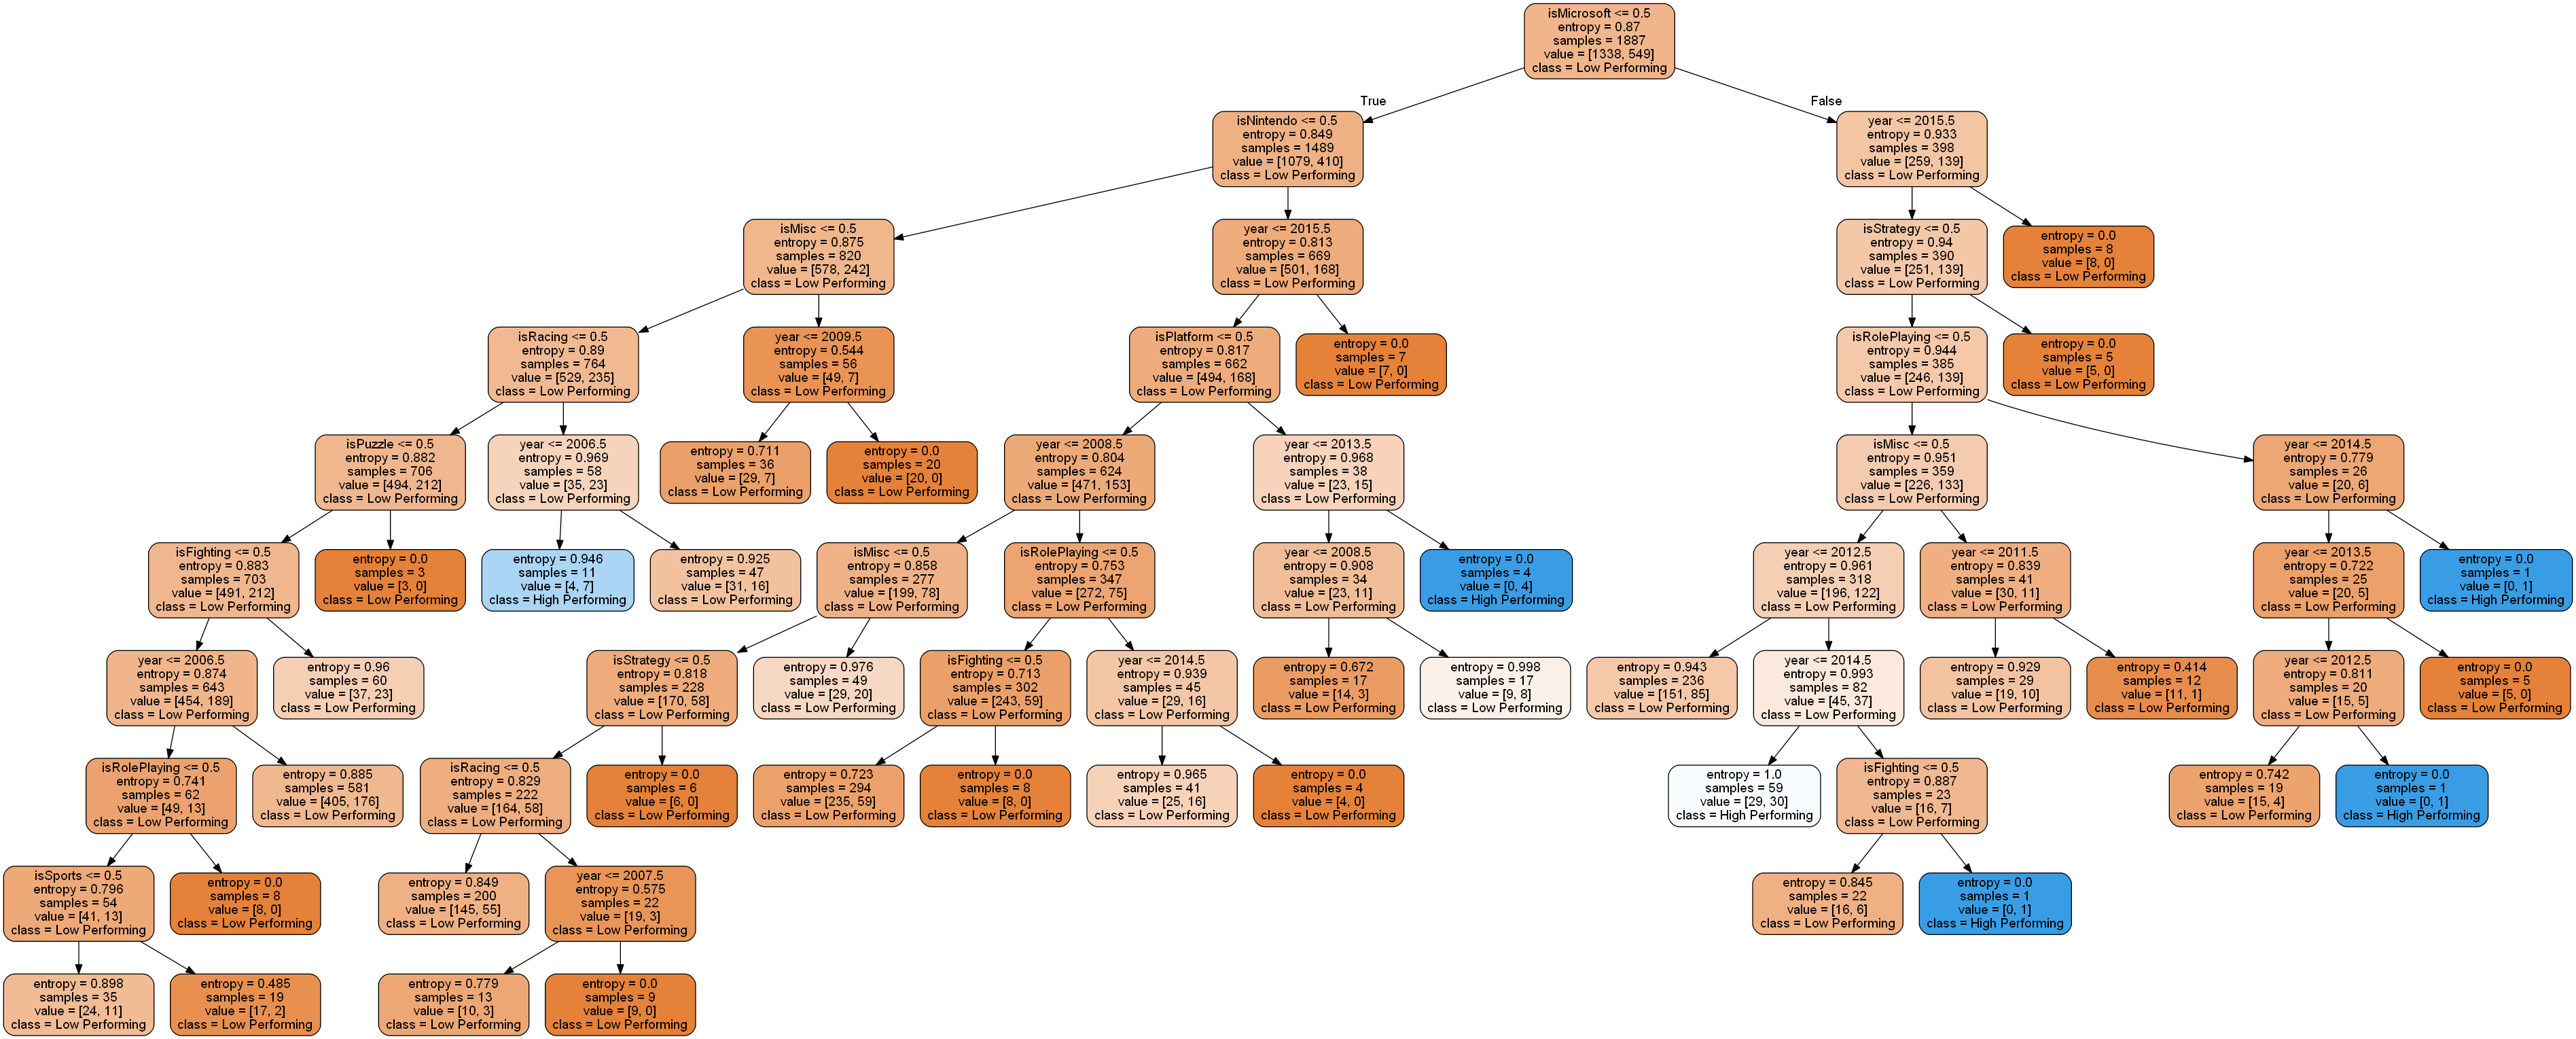 isMicrosoft <= 0.5
entropy = 0.87
samples = 1887
value = [1338, 549]
class = Low Performing
True
False
isNintendo <= 0.5
entropy = 0.849
samples = 1489
value = [1079, 410]
class = Low Performing
year <= 2015.5
entropy = 0.933
samples = 398
value = [259, 139]
class = Low Performing
isMisc <= 0.5
entropy = 0.875
samples = 820
value = [578, 242]
class = Low Performing
year <= 2015.5
entropy = 0.813
samples = 669
value = [501, 168]
class = Low Performing
isStrategy <= 0.5
entropy = 0.94
samples = 390
value = [251, 139]
class = Low Performing
entropy = 0.0
samples = 8
value = [8, 0]
class = Low Performing
isRacing <= 0.5
entropy = 0.89
samples = 764
value = [529, 235]
class = Low Performing
year <= 2009.5
entropy = 0.544
samples = 56
value = [49, 7]
class = Low Performing
isPlatform <= 0.5
entropy = 0.817
samples = 662
value = [494, 168]
class = Low Performing
entropy = 0.0
samples = 7
value = [7, 0]
class = Low Performing
isRolePlaying <= 0.5
entropy = 0.944
samples = 385
value = [246, 139]
class = Low Performing
entropy = 0.0
samples = 5
value = [5, 0]
class = Low Performing
isPuzzle <= 0.5
entropy = 0.882
samples = 706
value = [494, 212]
class = Low Performing
year <= 2006.5
entropy = 0.969
samples = 58
value = [35, 23]
class = Low Performing
entropy = 0.711
samples = 36
value = [29, 7]
class = Low Performing
entropy = 0.0
samples = 20
value = [20, 0]
class = Low Performing
year <= 2008.5
entropy = 0.804
samples = 624
value = [471, 153]
class = Low Performing
year <= 2013.5
entropy = 0.968
samples = 38
value = [23, 15]
class = Low Performing
isMisc <= 0.5
entropy = 0.951
samples = 359
value = [226, 133]
class = Low Performing
year <= 2014.5
entropy = 0.779
samples = 26
value = [20, 6]
class = Low Performing
isFighting <= 0.5
entropy = 0.883
samples = 703
value = [491, 212]
class = Low Performing
entropy = 0.0
samples = 3
value = [3, 0]
class = Low Performing
entropy = 0.946
samples = 11
value = [4, 7]
class = High Performing
entropy = 0.925
samples = 47
value = [31, 16]
class = Low Performing
isMisc <= 0.5
entropy = 0.858
samples = 277
value = [199, 78]
class = Low Performing
isRolePlaying <= 0.5
entropy = 0.753
samples = 347
value = [272, 75]
class = Low Performing
year <= 2008.5
entropy = 0.908
samples = 34
value = [23, 11]
class = Low Performing
entropy = 0.0
samples = 4
value = [0, 4]
class = High Performing
year <= 2012.5
entropy = 0.961
samples = 318
value = [196, 122]
class = Low Performing
year <= 2011.5
entropy = 0.839
samples = 41
value = [30, 11]
class = Low Performing
year <= 2013.5
entropy = 0.722
samples = 25
value = [20, 5]
class = Low Performing
entropy = 0.0
samples = 1
value = [0, 1]
class = High Performing
year <= 2006.5
entropy = 0.874
samples = 643
value = [454, 189]
class = Low Performing
entropy = 0.96
samples = 60
value = [37, 23]
class = Low Performing
isStrategy <= 0.5
entropy = 0.818
samples = 228
value = [170, 58]
class = Low Performing
entropy = 0.976
samples = 49
value = [29, 20]
class = Low Performing
isFighting <= 0.5
entropy = 0.713
samples = 302
value = [243, 59]
class = Low Performing
year <= 2014.5
entropy = 0.939
samples = 45
value = [29, 16]
class = Low Performing
entropy = 0.672
samples = 17
value = [14, 3]
class = Low Performing
entropy = 0.998
samples = 17
value = [9, 8]
class = Low Performing
entropy = 0.943
samples = 236
value = [151, 85]
class = Low Performing
year <= 2014.5
entropy = 0.993
samples = 82
value = [45, 37]
class = Low Performing
entropy = 0.929
samples = 29
value = [19, 10]
class = Low Performing
entropy = 0.414
samples = 12
value = [11, 1]
class = Low Performing
year <= 2012.5
entropy = 0.811
samples = 20
value = [15, 5]
class = Low Performing
entropy = 0.0
samples = 5
value = [5, 0]
class = Low Performing
isRolePlaying <= 0.5
entropy = 0.741
samples = 62
value = [49, 13]
class = Low Performing
entropy = 0.885
samples = 581
value = [405, 176]
class = Low Performing
isRacing <= 0.5
entropy = 0.829
samples = 222
value = [164, 58]
class = Low Performing
entropy = 0.0
samples = 6
value = [6, 0]
class = Low Performing
entropy = 0.723
samples = 294
value = [235, 59]
class = Low Performing
entropy = 0.0
samples = 8
value = [8, 0]
class = Low Performing
entropy = 0.965
samples = 41
value = [25, 16]
class = Low Performing
entropy = 0.0
samples = 4
value = [4, 0]
class = Low Performing
entropy = 1.0
samples = 59
value = [29, 30]
class = High Performing
isFighting <= 0.5
entropy = 0.887
samples = 23
value = [16, 7]
class = Low Performing
entropy = 0.742
samples = 19
value = [15, 4]
class = Low Performing
entropy = 0.0
samples = 1
value = [0, 1]
class = High Performing
isSports <= 0.5
entropy = 0.796
samples = 54
value = [41, 13]
class = Low Performing
entropy = 0.0
samples = 8
value = [8, 0]
class = Low Performing
entropy = 0.849
samples = 200
value = [145, 55]
class = Low Performing
year <= 2007.5
entropy = 0.575
samples = 22
value = [19, 3]
class = Low Performing
entropy = 0.845
samples = 22
value = [16, 6]
class = Low Performing
entropy = 0.0
samples = 1
value = [0, 1]
class = High Performing
entropy = 0.898
samples = 35
value = [24, 11]
class = Low Performing
entropy = 0.485
samples = 19
value = [17, 2]
class = Low Performing
entropy = 0.779
samples = 13
value = [10, 3]
class = Low Performing
entropy = 0.0
samples = 9
value = [9, 0]
class = Low Performing